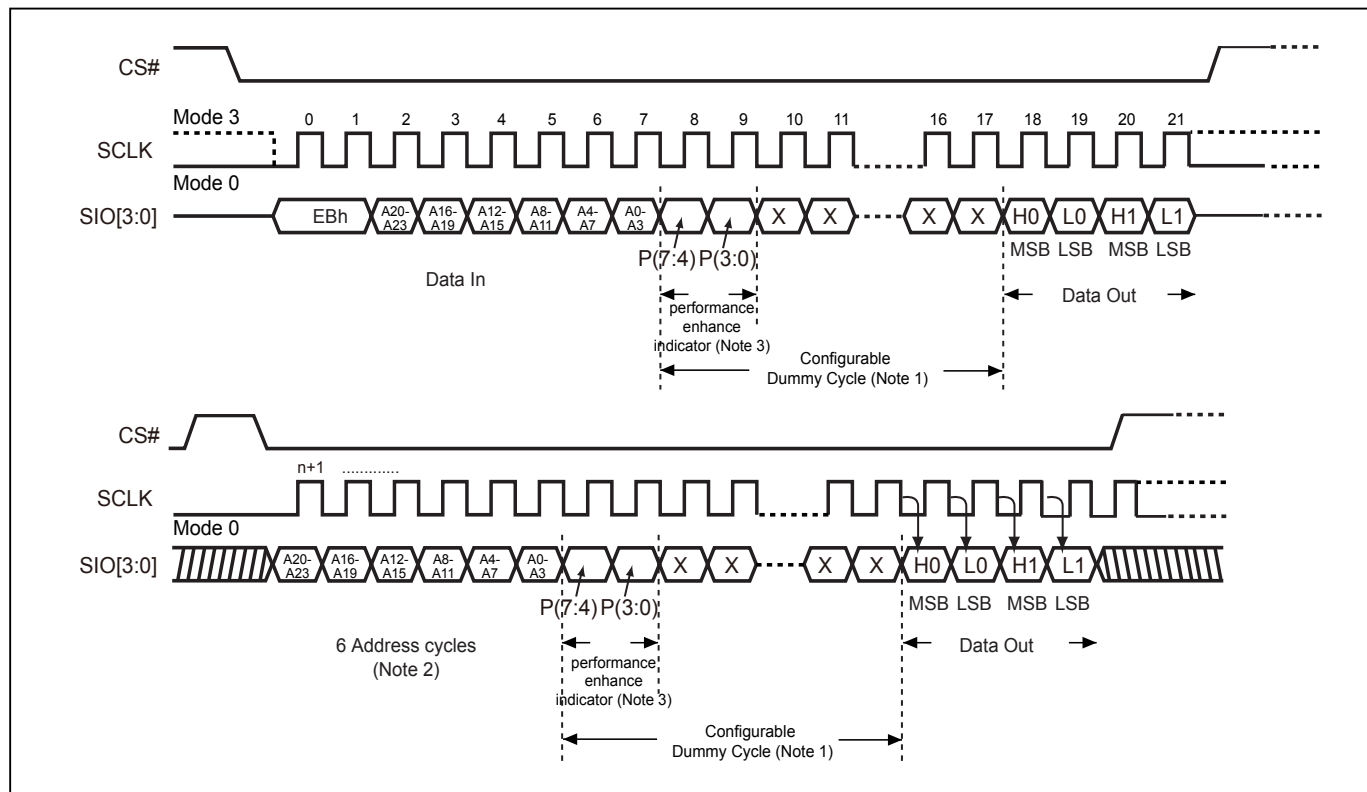 CS#
Mode 3
0 1 2 3 4 5 6 7 8 9 10 11 16 17 18 19 20 21
SCLK
Mode 0
SIO[3:0] EBh A20-A23 A16-A19 A12-A15 A8-A11 A4-A7 A0-A3 X X X X H0 L0 H1 L1
MSB LSB MSB LSB
P(7:4) P(3:0)
Data In
Data Out
performance
enhance
indicator (Note 3)
Configurable
Dummy Cycle (Note 1)
CS#
n+1 .............
SCLK
Mode 0
SIO[3:0] A20-A23 A16-A19 A12-A15 A8-A11 A4-A7 A0-A3 X X X X H0 L0 H1 L1
P(7:4) P(3:0) MSB LSB MSB LSB
6 Address cycles
(Note 2)
Data Out
performance
enhance
indicator (Note 3)
Configurable
Dummy Cycle (Note 1)